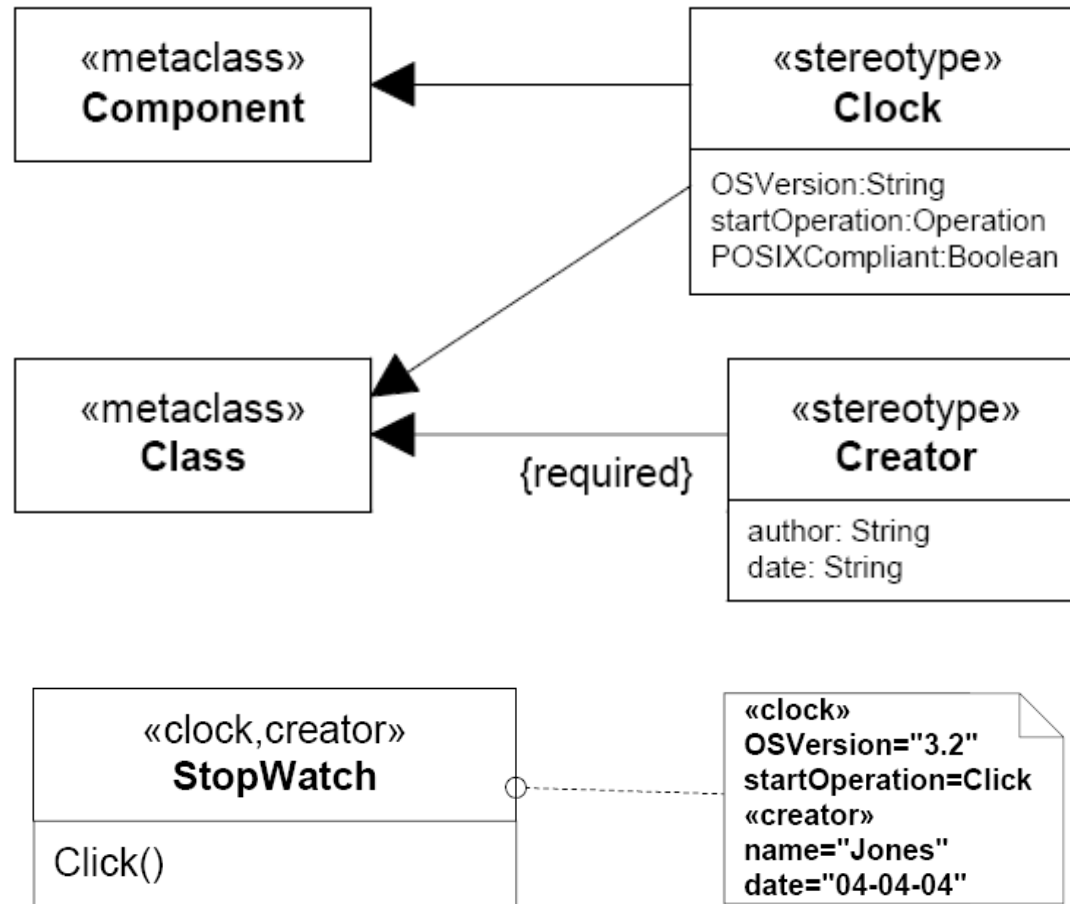 «metaclass»
Component
«stereotype»
Clock
OSVersion:String
startOperation:Operation
POSIXCompliant:Boolean
«metaclass»
Class
{required}
«stereotype»
Creator
author: String
date: String
«clock,creator»
StopWatch
Click()
«clock»
OSVersion="3.2"
startOperation=Click
«creator»
name="Jones"
date="04-04-04"